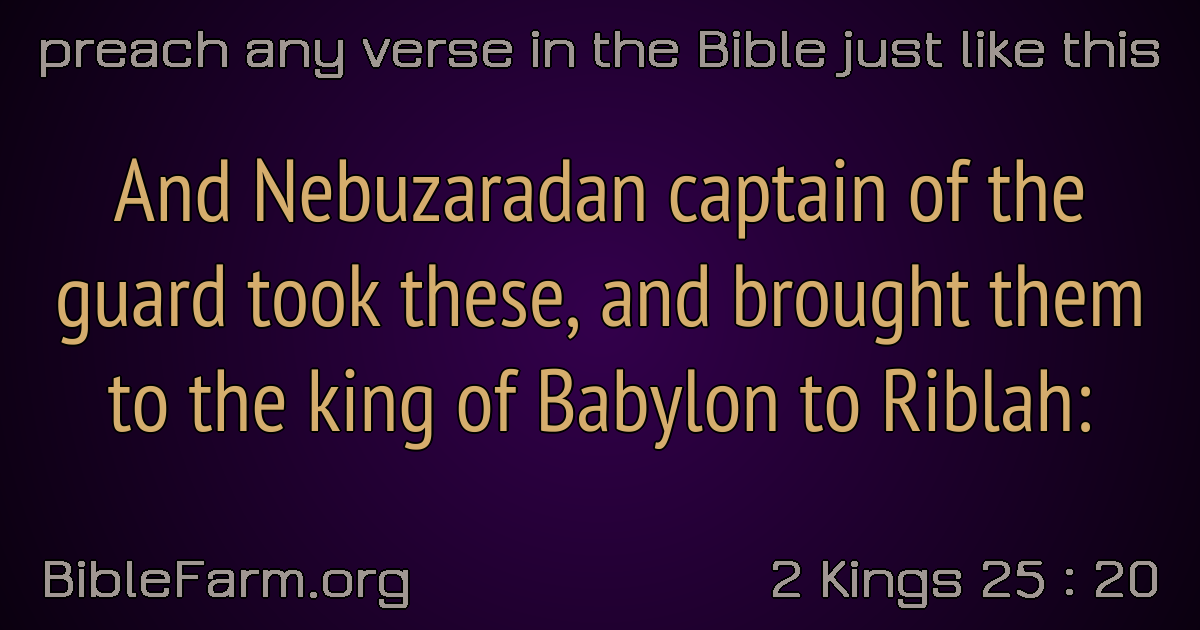 preach any verse in the Bible just like this
And Nebuzaradan captain of the
guard took these, and brought them
to the king of Babylon to Riblah:
BibleFarm.org
2 Kings 25 : 20